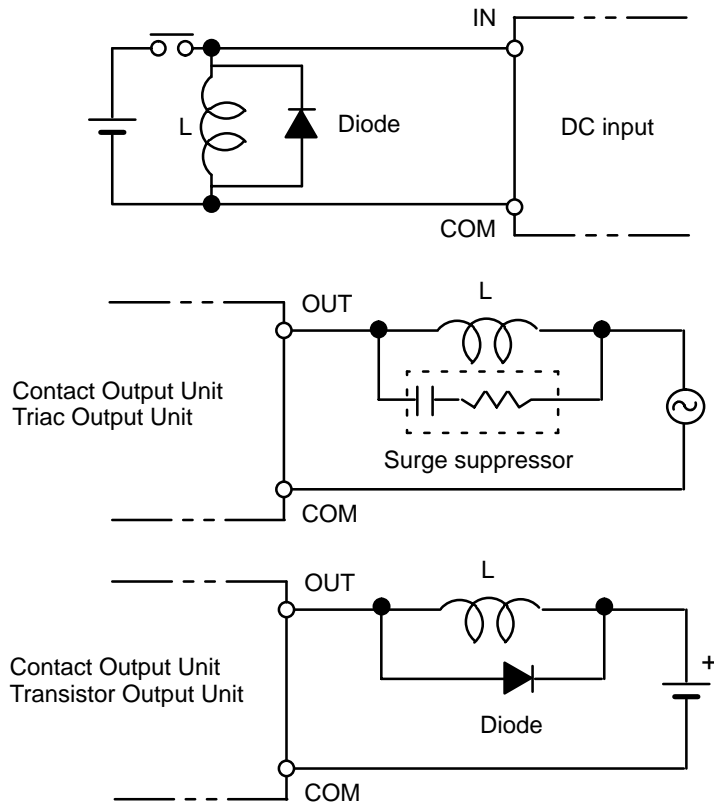 IN
L
Diode
DC input
COM
OUT
L
Contact Output Unit
Triac Output Unit
Surge suppressor
COM
OUT
L
Contact Output Unit
Transistor Output Unit
+
Diode
COM